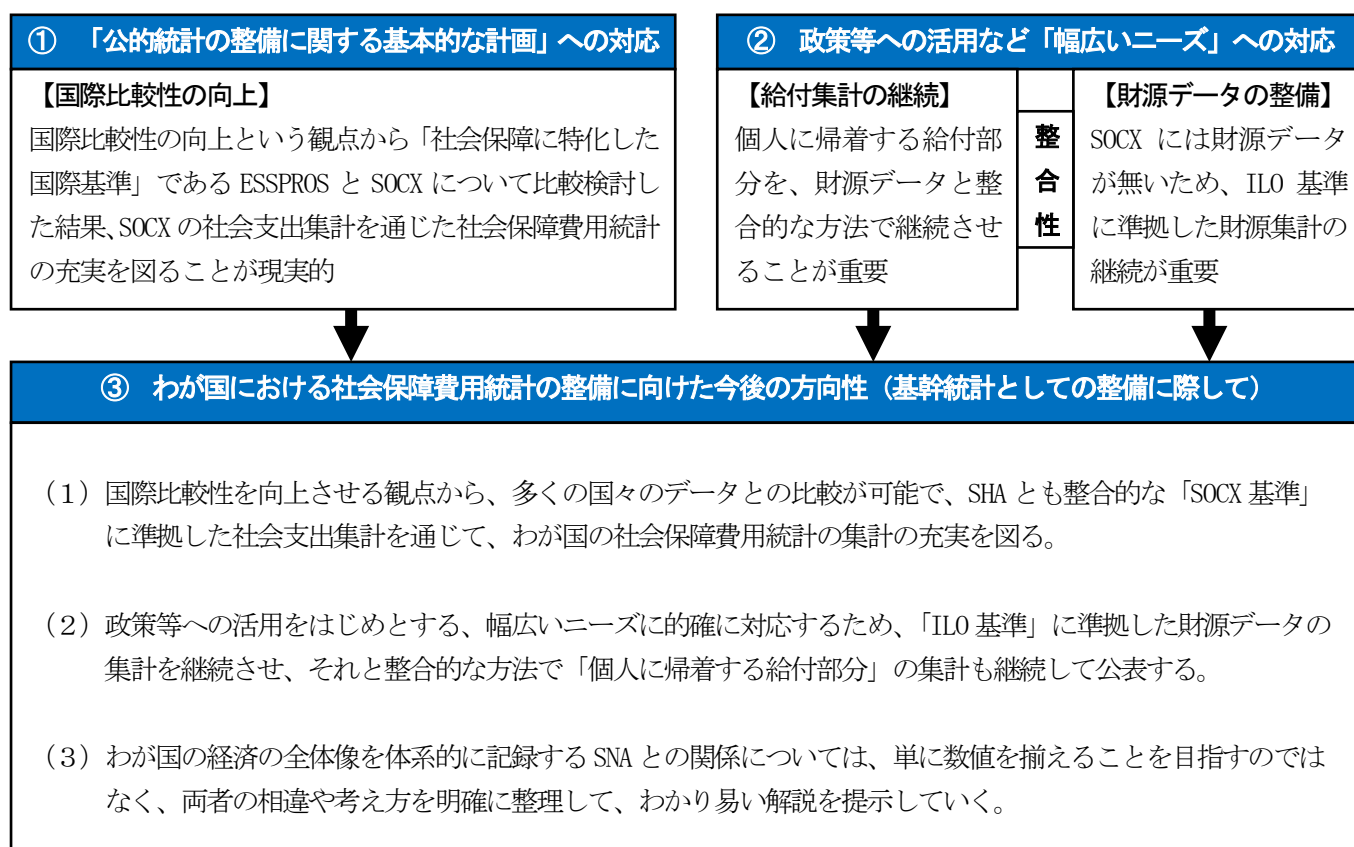 ① 「公的統計の整備に関する基本的な計画」への対応
【国際比較性の向上】
国際比較性の向上という観点から「社会保障に特化した
国際基準」である ESSPROS と SOCX について比較検討し
た結果、SOCX の社会支出集計を通じた社会保障費用統計
の充実を図ることが現実的
② 政策等への活用など「幅広いニーズ」への対応
【給付集計の継続】
個人に帰着する給付部
分を、財源データと整
合的な方法で継続させ
ることが重要
整
合
性
【財源データの整備】
SOCX には財源データ
が無いため、ILO 基準
に準拠した財源集計の
継続が重要
③ わが国における社会保障費用統計の整備に向けた今後の方向性（基幹統計としての整備に際して）
（１）国際比較性を向上させる観点から、多くの国々のデータとの比較が可能で、SHA とも整合的な「SOCX 基準」
に準拠した社会支出集計を通じて、わが国の社会保障費用統計の集計の充実を図る。
（２）政策等への活用をはじめとする、幅広いニーズに的確に対応するため、「ILO 基準」に準拠した財源データの
集計を継続させ、それと整合的な方法で「個人に帰着する給付部分」の集計も継続して公表する。
（３）わが国の経済の全体像を体系的に記録する SNA との関係については、単に数値を揃えることを目指すのでは
なく、両者の相違や考え方を明確に整理して、わかり易い解説を提示していく。